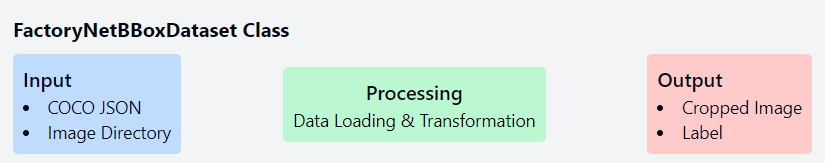 FactoryNetBBoxDataset Class
Input
• COCO JSON
• Image Directory
Processing
Data Loading & Transformation
Output
• Cropped Image
• Label